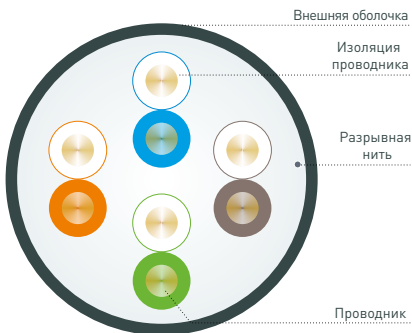 Внешняя оболочка
Изоляция
проводника
Разрывная
нить
Проводник